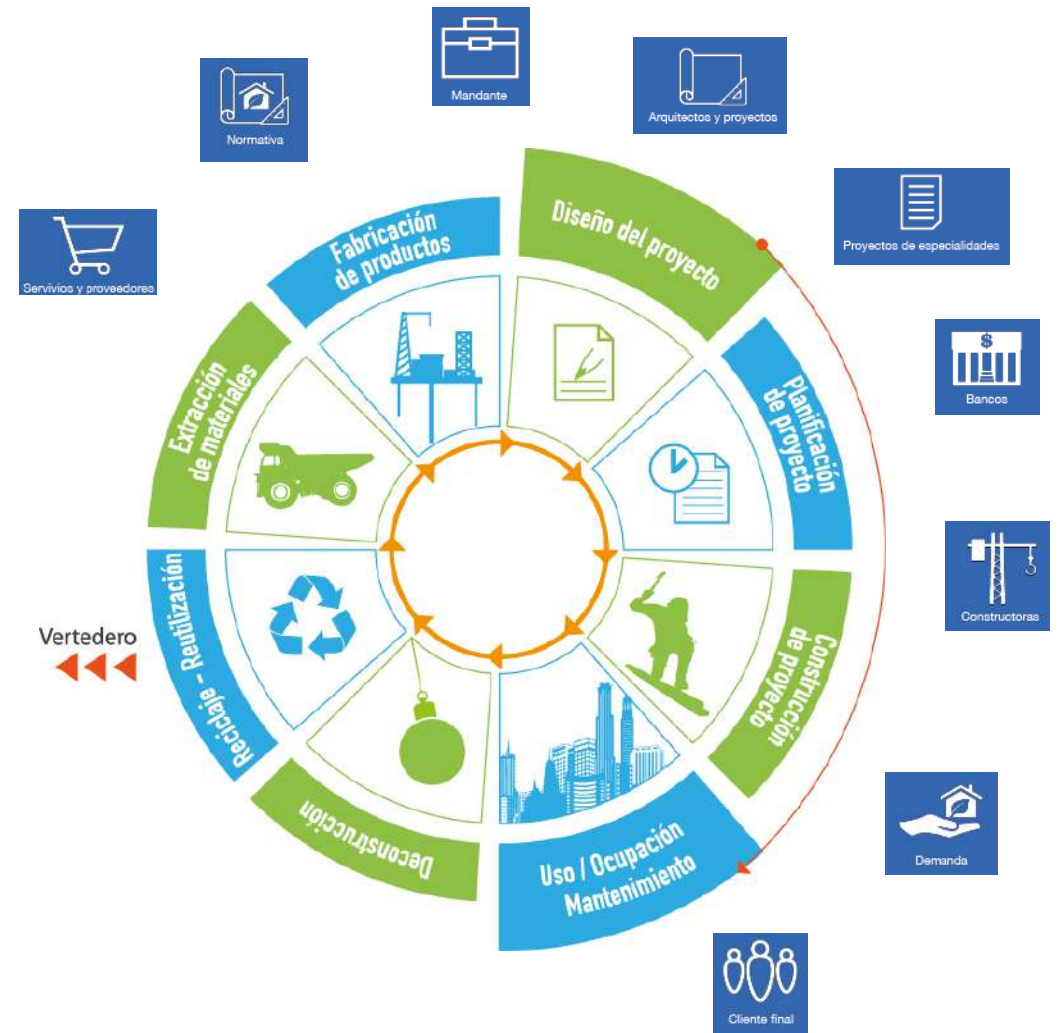 Mandante
Arquitectos y proyectos
Normativa
Proyectos de especialidades
Servivios y proveedores
Bancos
Constructoras
Demanda
Cliente final
Diseño del proyecto
Planificación
de proyecto
Construcción
de proyecto
Uso / Ocupación
Mantenimiento
Deconstrucción
Reciclaje - Reutilización
Vertedero
Extracción
de materiales
Fabricación
de productos
$